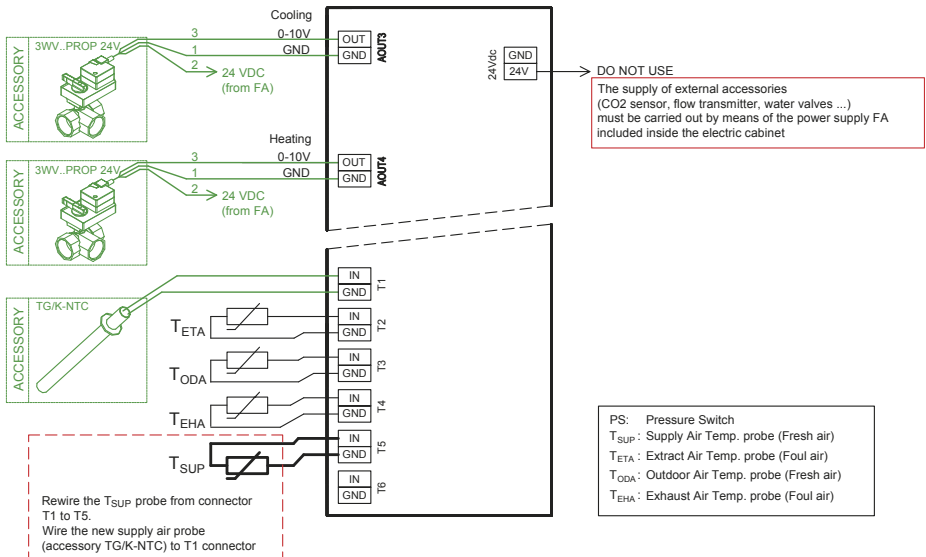 Cooling
0-10V
GND
3
1
2
24 VDC
(from FA)
ACCESSORY
3WV..PROP 24V
OUT
GND
AOUT3
24Vdc
GND
24V
DO NOT USE
The supply of external accessories
(CO2 sensor, flow transmitter, water valves ...)
must be carried out by means of the power supply FA
included inside the electric cabinet
Heating
0-10V
GND
3
1
2
24 VDC
(from FA)
ACCESSORY
3WV..PROP 24V
OUT
GND
AOUT4
ACCESSORY
TG/K-NTC
IN
GND
T1
TETA
IN
GND
T2
TODA
IN
GND
T3
TEHA
IN
GND
T4
TSUP
IN
GND
T5
IN
GND
T6
Rewire the TSUP probe from connector
T1 to T5.
Wire the new supply air probe
(accessory TG/K-NTC) to T1 connector
PS: Pressure Switch
TSUP : Supply Air Temp. probe (Fresh air)
TETA : Extract Air Temp. probe (Foul air)
TODA : Outdoor Air Temp. probe (Fresh air)
TEHA : Exhaust Air Temp. probe (Foul air)